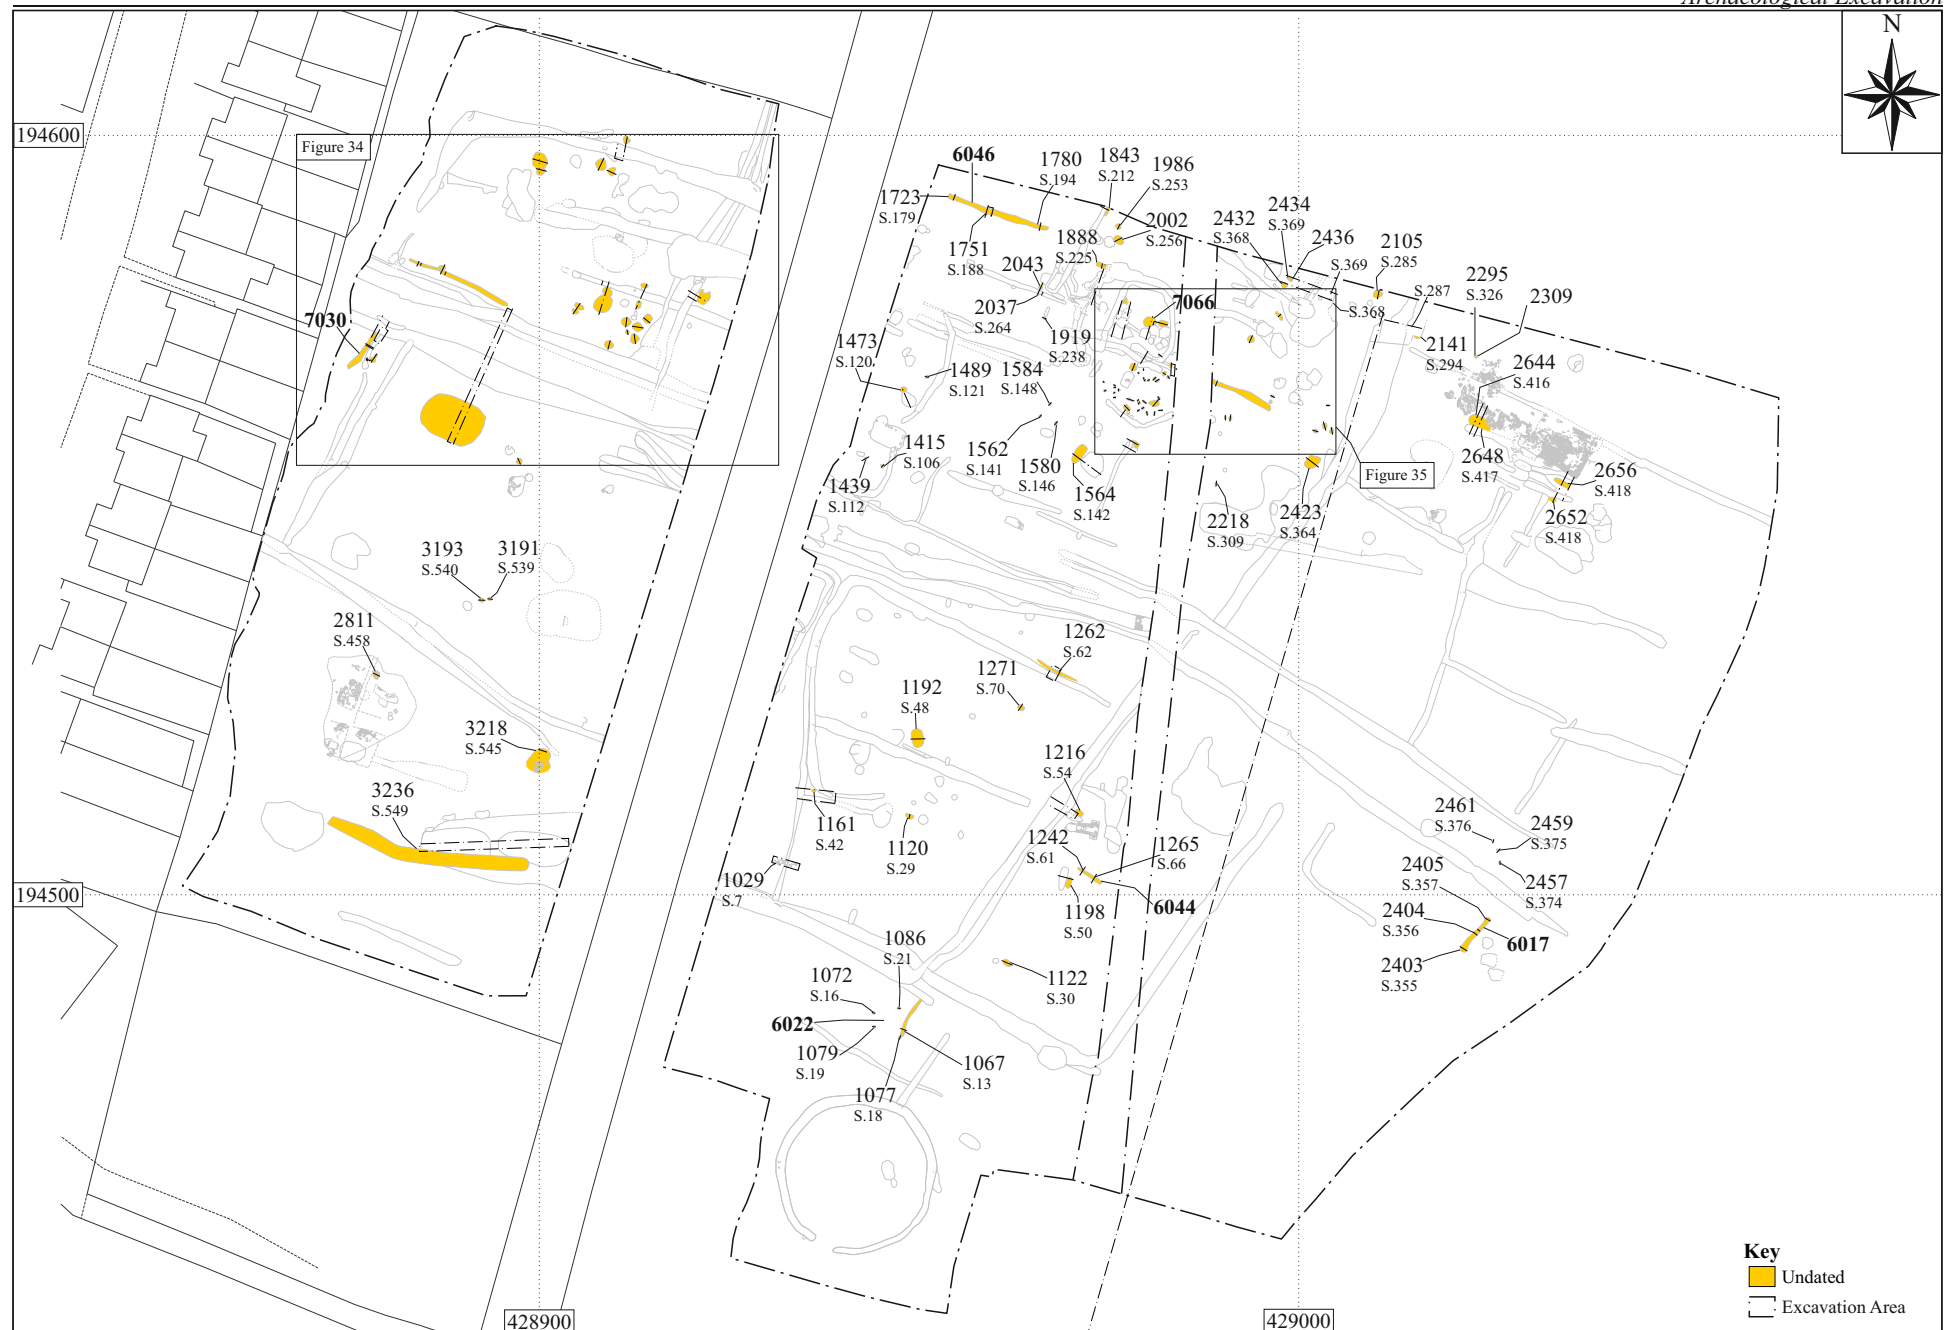 Archaeological Excavation
N
194600
Figure 34
6046
1780
S.194
1843
S.212
1986
S.253
1723
S.179
2002
S.256
2432
S.368
2434
S.369
2436
S.369
2105
S.285
1751
S.188
2043
1888
S.225
2295
S.326
2309
S.287
S.368
7030
2037
S.264
7066
1919
S.238
2141
S.294
1473
S.120
1489
S.121
1584
S.148
2644
S.416
1415
S.106
1562
S.141
1580
S.146
1439
S.112
1564
S.142
2648
S.417
2656
S.418
Figure 35
2218
S.309
2423
S.364
2652
S.418
3193
S.540
3191
S.539
2811
S.458
1262
S.62
1271
S.70
1192
S.48
3218
S.545
1216
S.54
3236
S.549
1161
S.42
1120
S.29
1242
S.61
1265
S.66
2461
S.376
2459
S.375
2405
S.357
2457
S.374
194500
1029
S.7
1198
S.50
6044
2404
S.356
6017
2403
S.355
1086
S.21
1072
S.16
1122
S.30
6022
1079
S.19
1067
S.13
1077
S.18
Key
Undated
Excavation Area
428900
429000